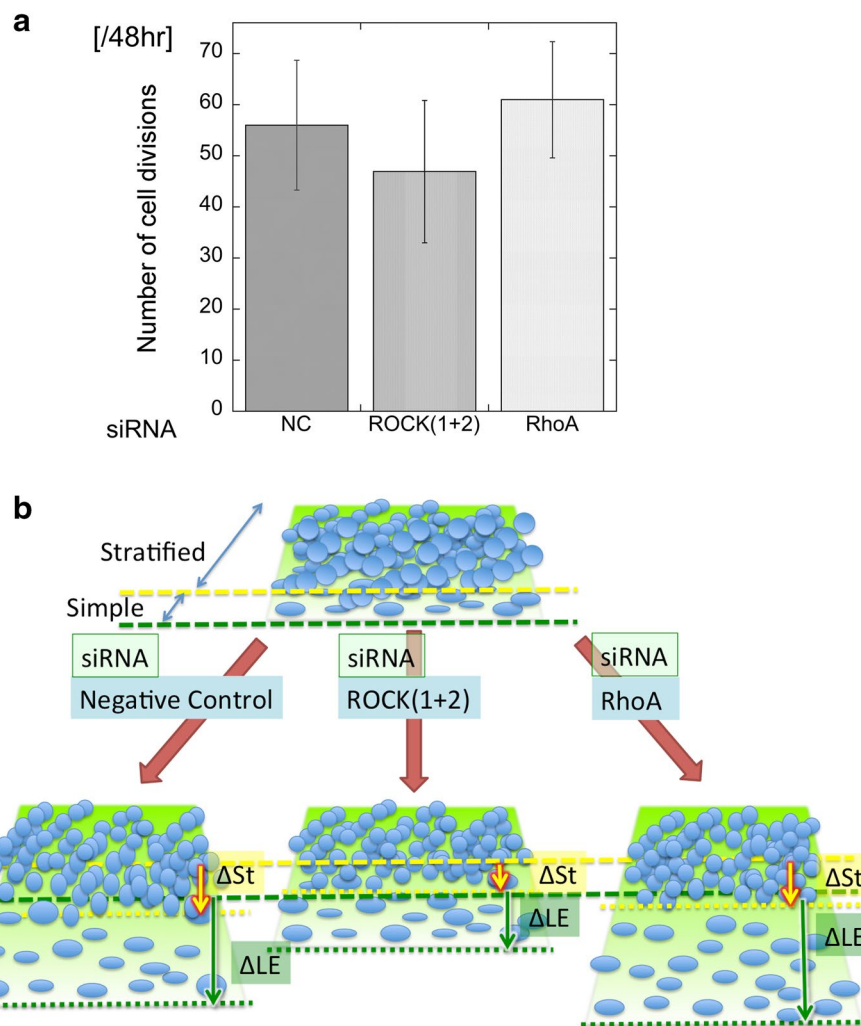 a
[/48hr]
Number of cell divisions
70
60
50
40
30
20
10
0
siRNA
NC
ROCK(1+2)
RhoA
b
Stratified
Simple
siRNA
Negative Control
siRNA
ROCK(1+2)
siRNA
RhoA
ΔSt
ΔLE
ΔSt
ΔLE
ΔSt
ΔLE